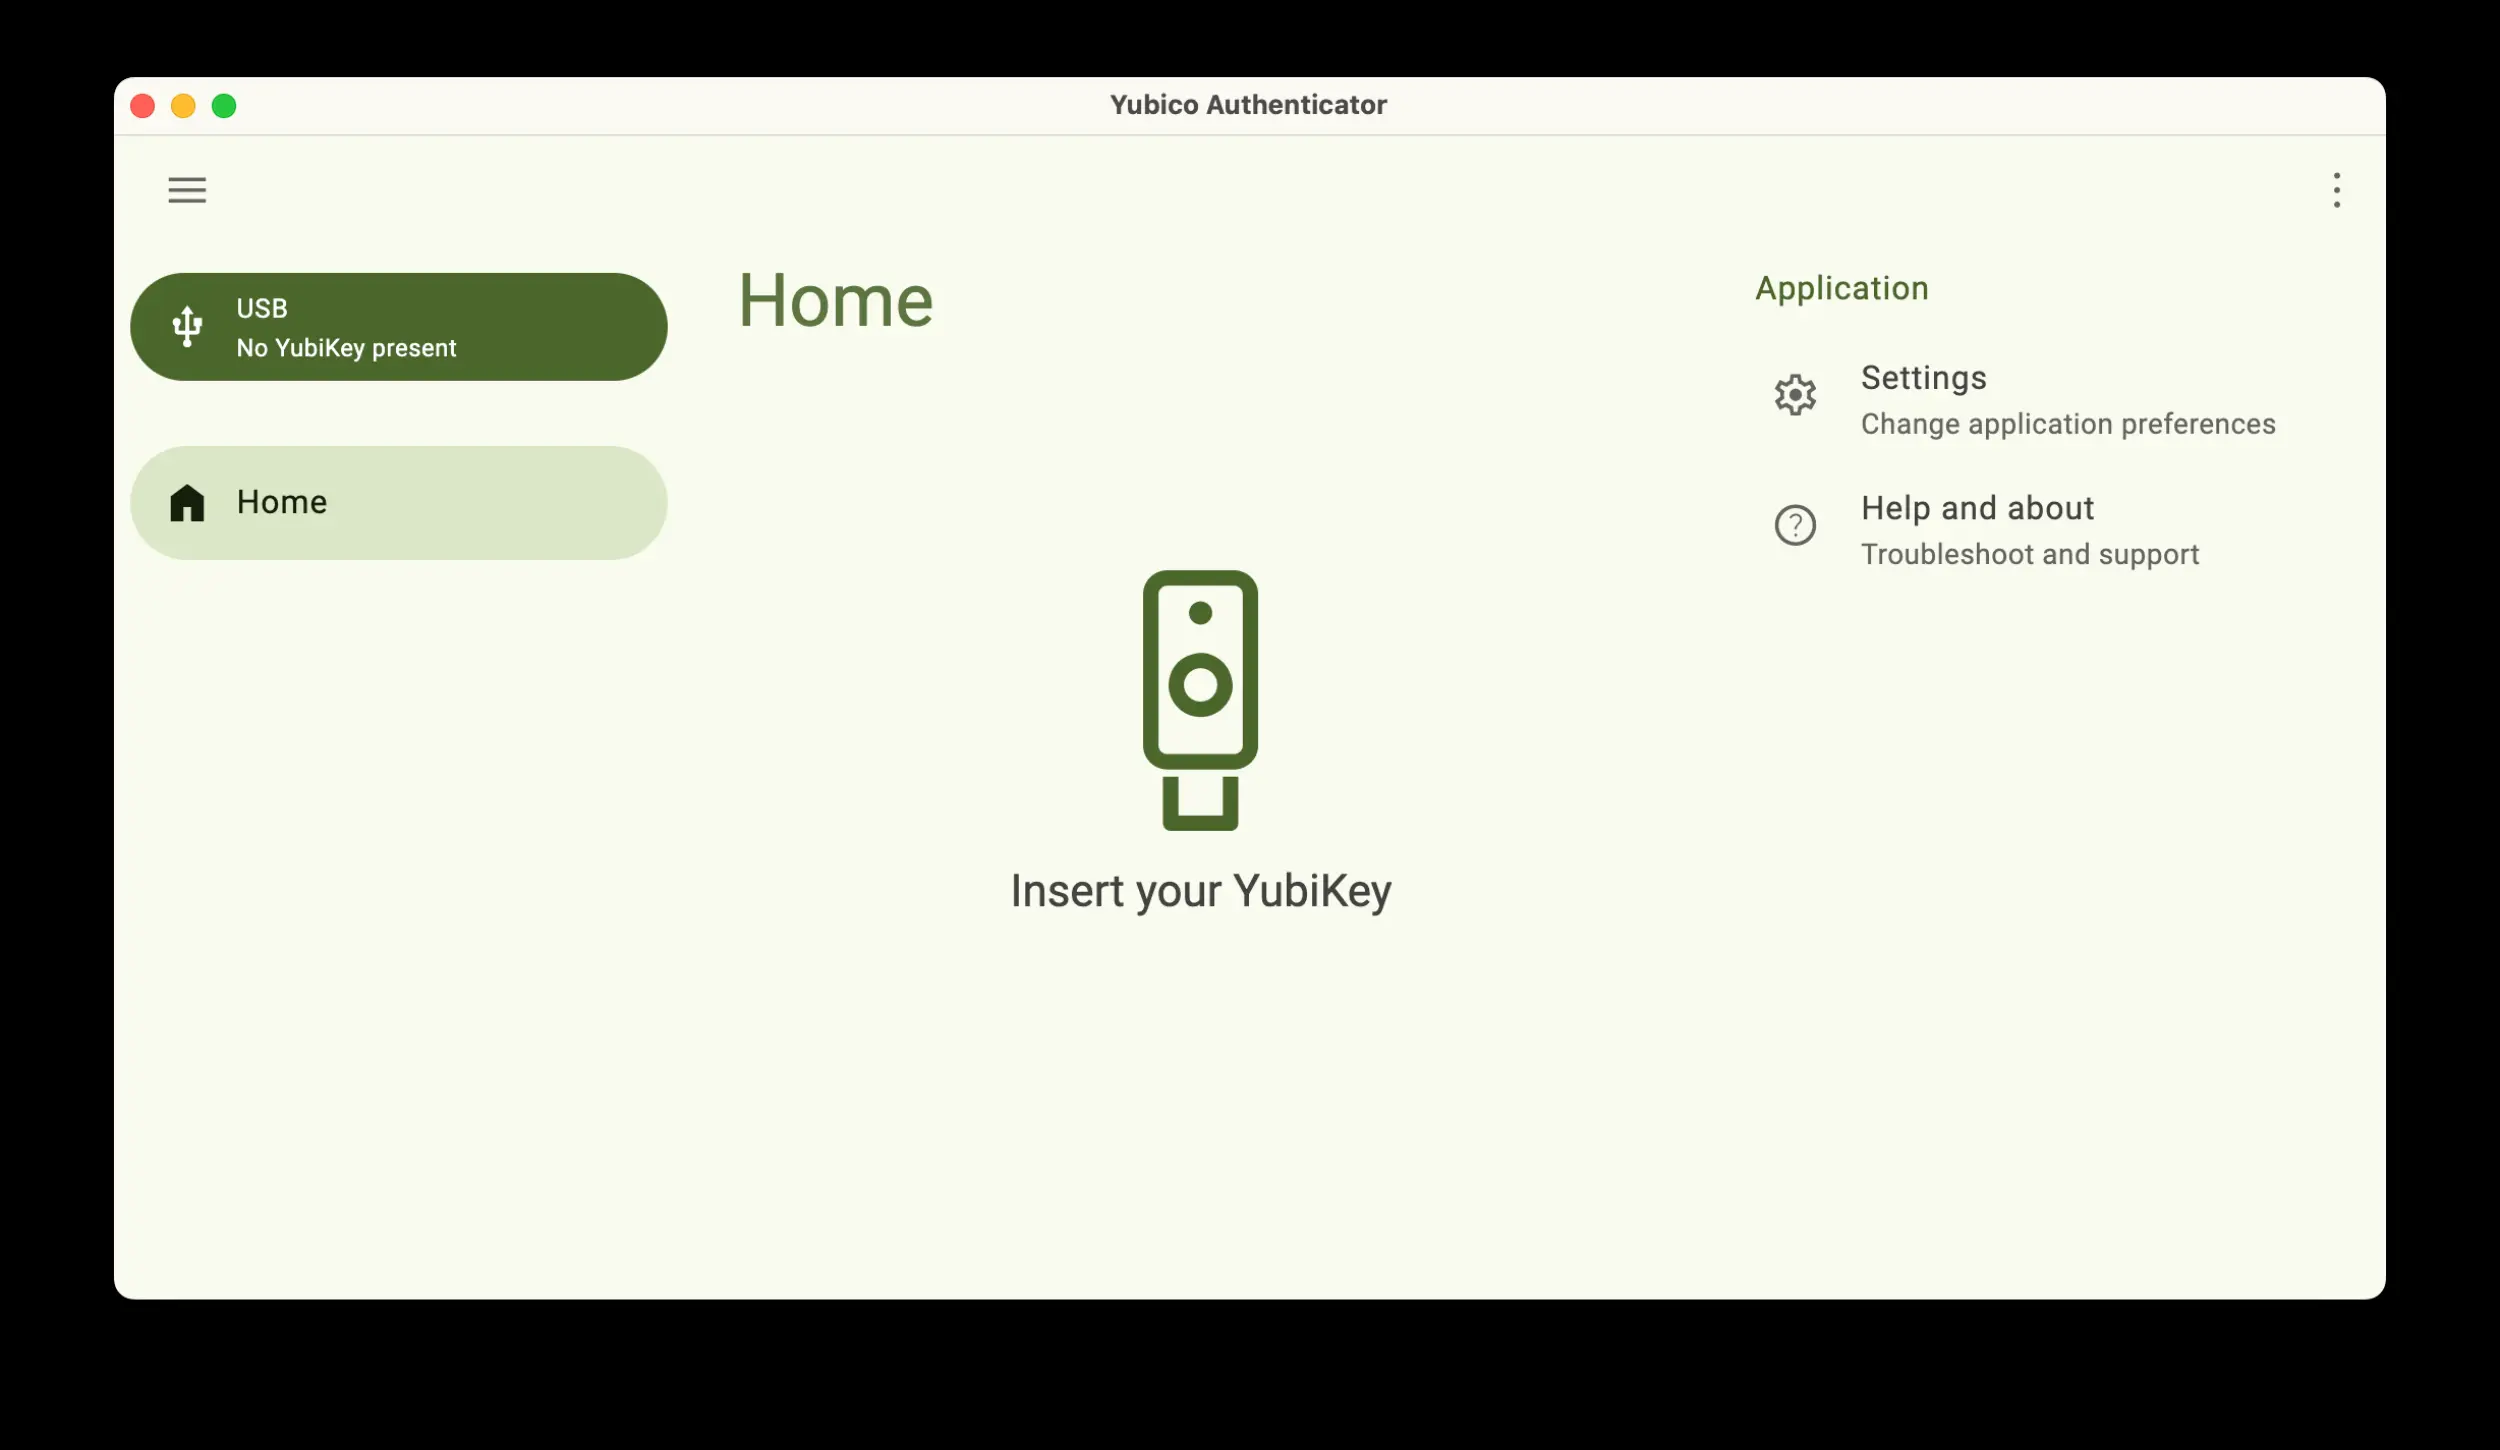 Yubico Authenticator
USB
No YubiKey present
Home
Home
Insert your YubiKey
Application
Settings
Change application preferences
Help and about
Troubleshoot and support